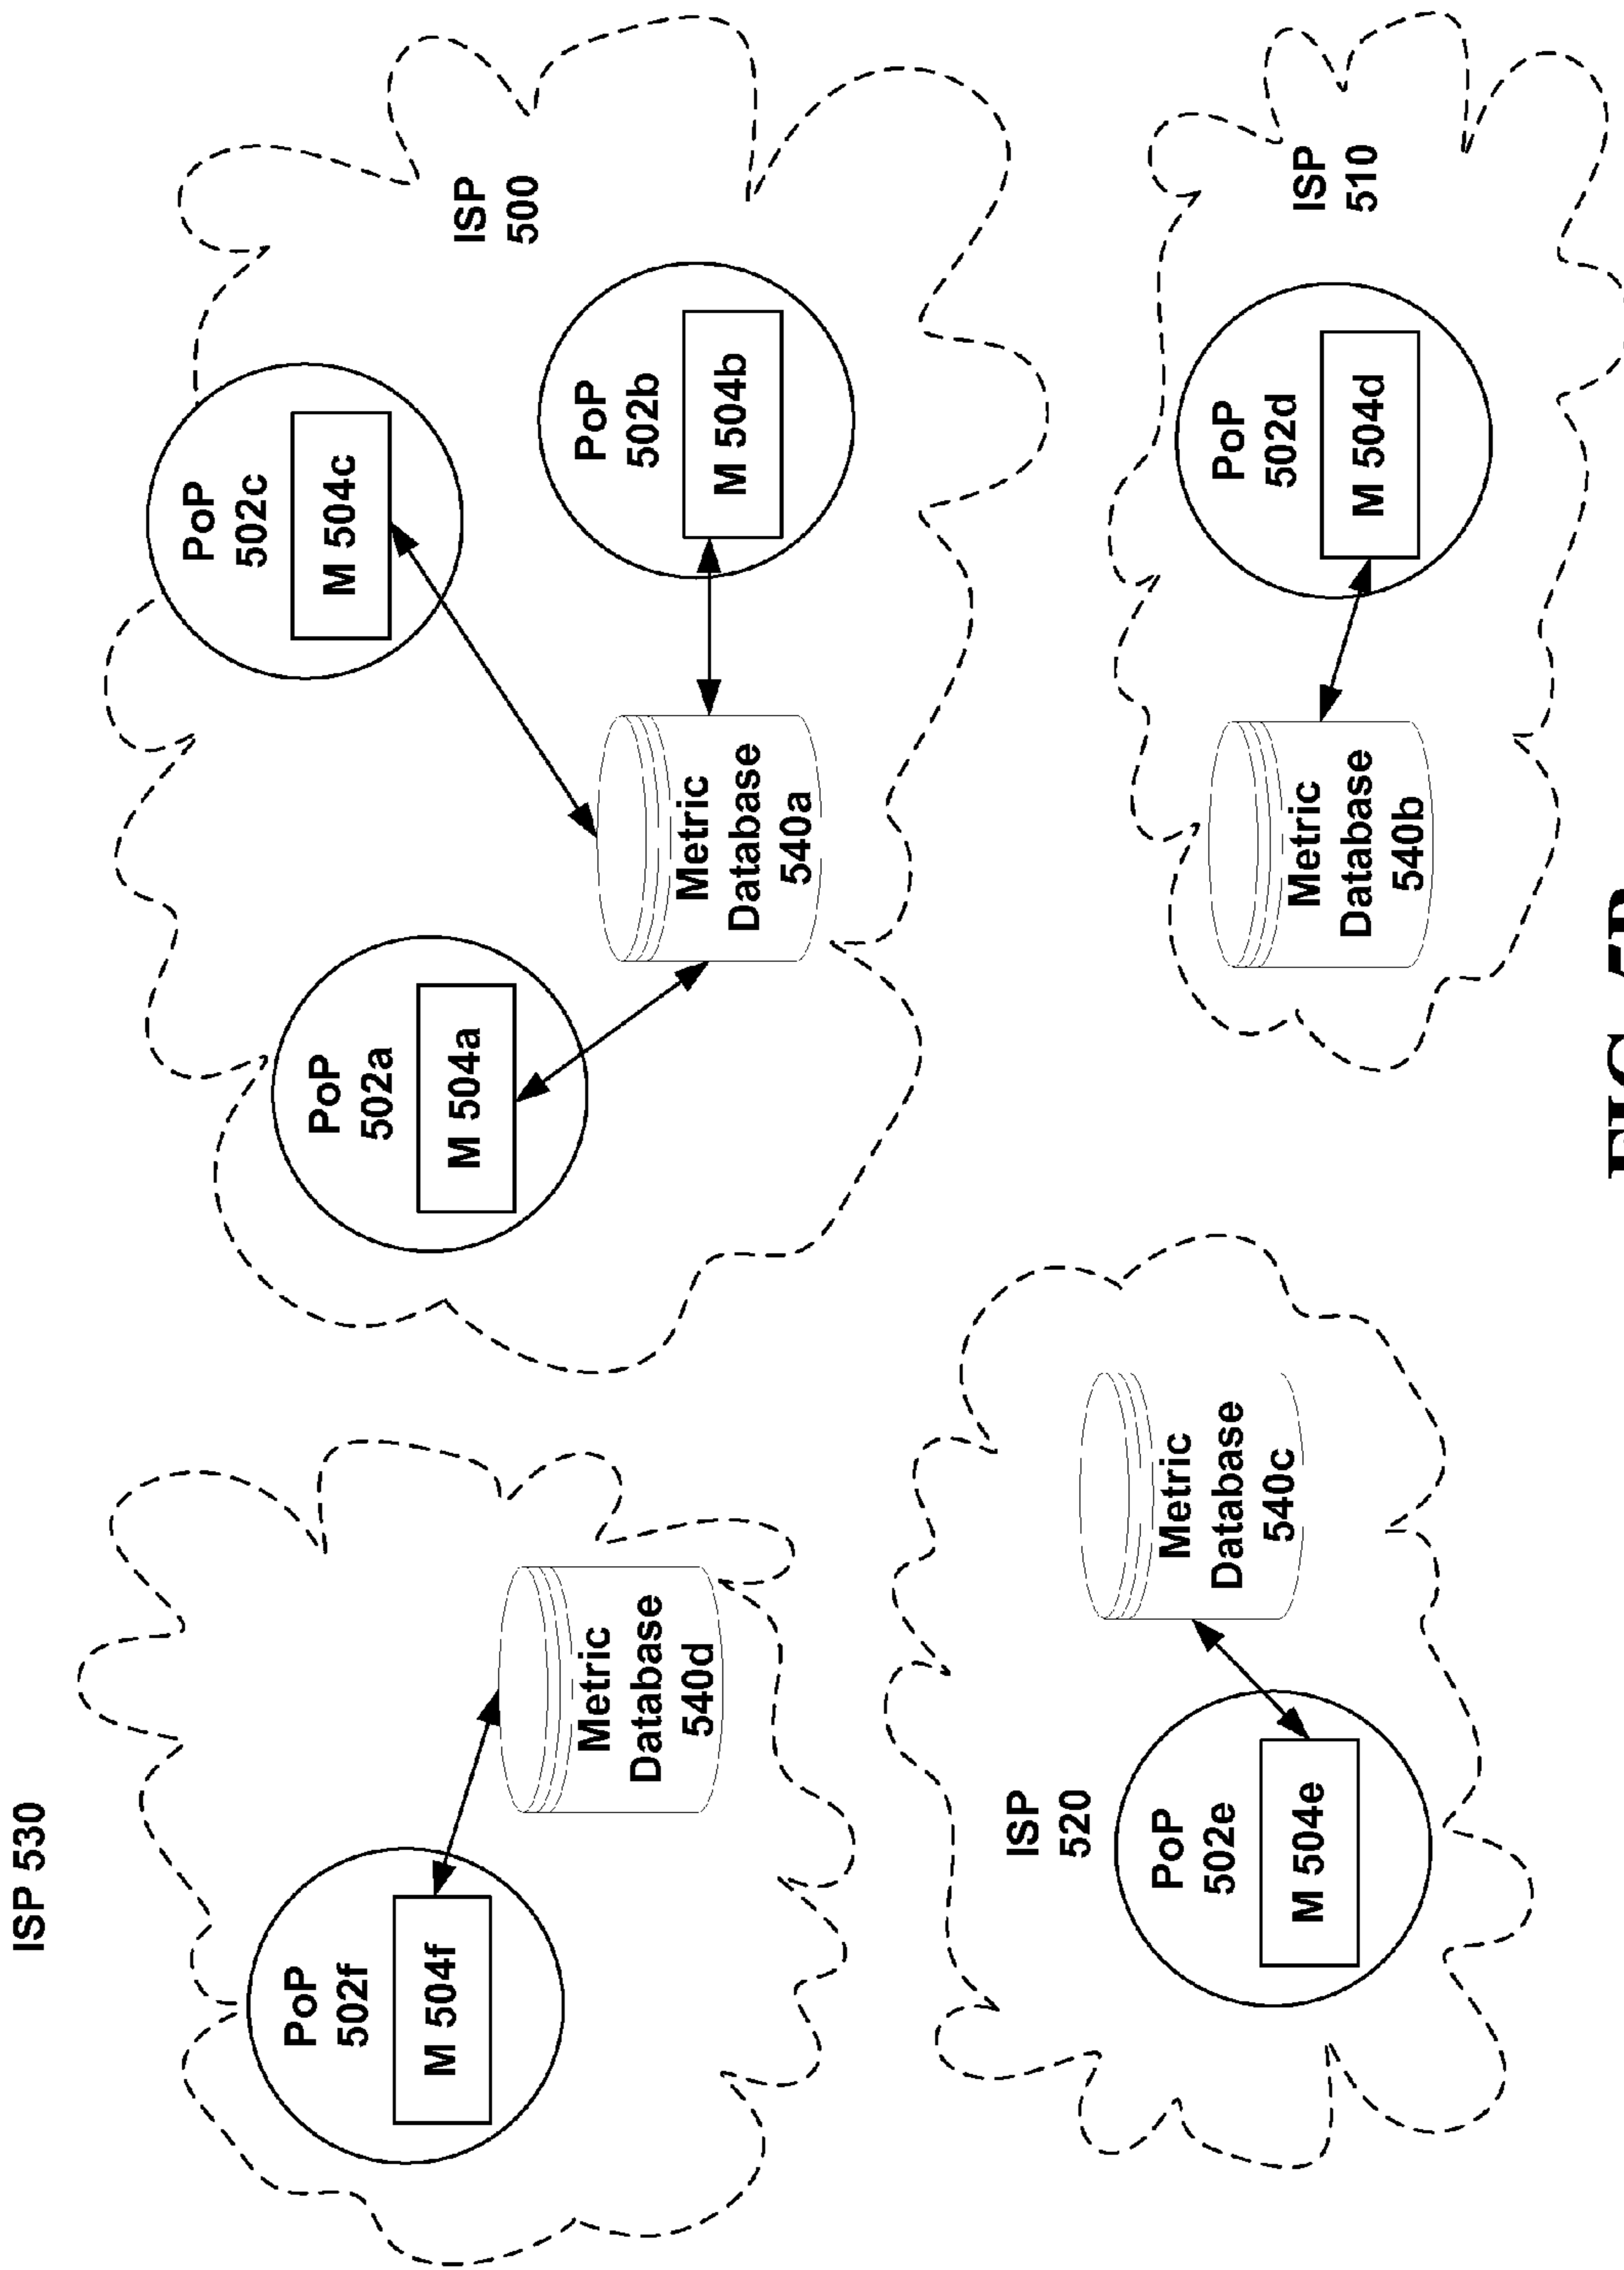 ISP 530
PoP
502f
M 504f
Metric
Database
540d
PoP
502a
M 504a
PoP
502c
M 504c
ISP
500
PoP
502b
M 504b
Metric
Database
540a
ISP
520
PoP
502e
M 504e
Metric
Database
540c
Metric
Database
540b
PoP
502d
M 504d
ISP
510
FIG.